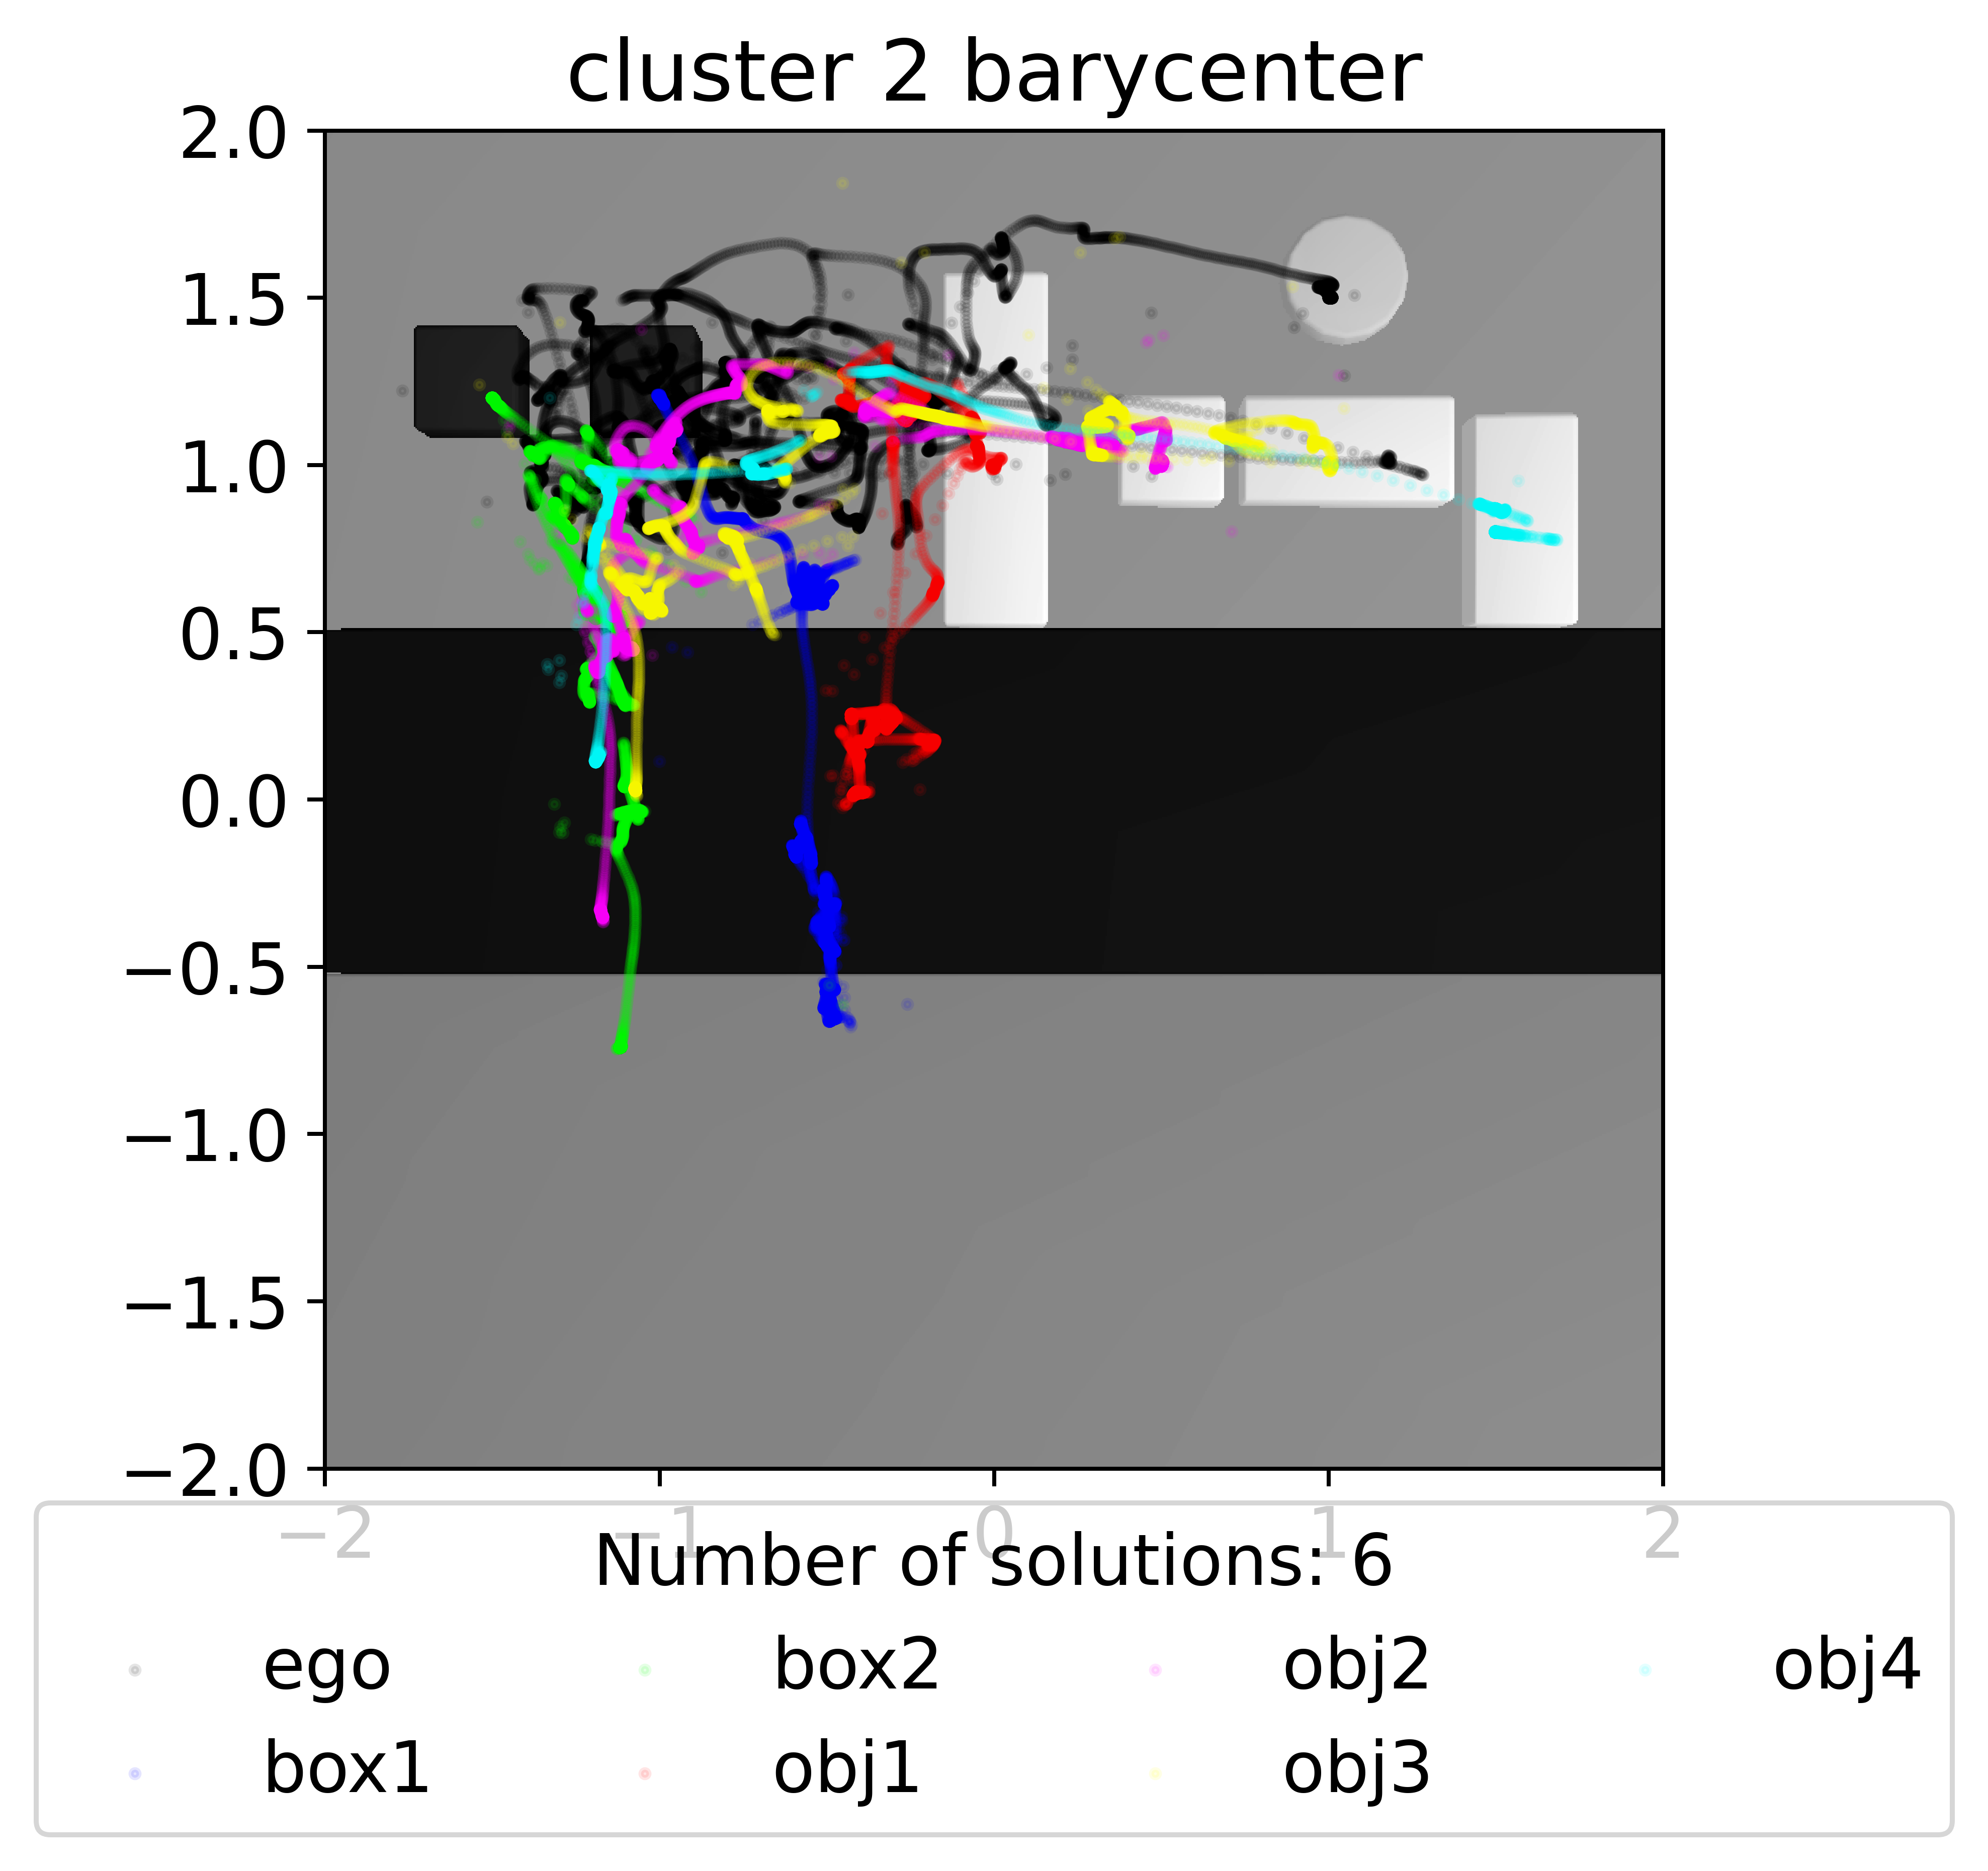 cluster 2 barycenter
2.0
1.5
1.0
0.5
0.0
−0.5
−1.0
−1.5
−2.0
−2 −1 0 1 2
Number of solutions: 6
ego box2 obj2 obj4
box1 obj1 obj3